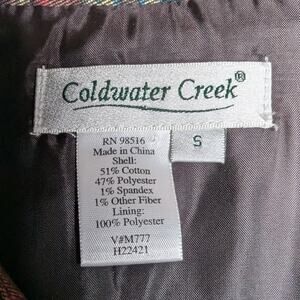 Coldwater Creek®
S
RN 98516
Made in China
Shell:
51% Cotton
47% Polyester
1% Spandex
1% Other Fiber
Lining:
100% Polyester
V#M777
H22421